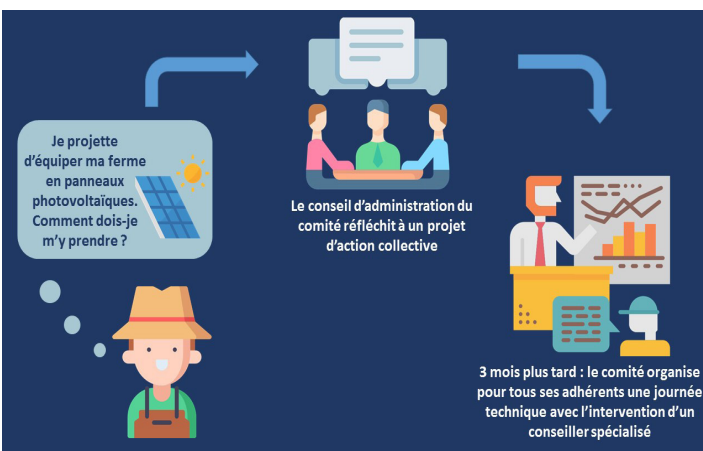 Je projette
d'équiper ma ferme
en panneaux
photovoltaïques.
Comment dois-je
m'y prendre ?
Le conseil d'administration du
comité réfléchit à un projet
d'action collective
3 mois plus tard : le comité organise
pour tous ses adhérents une journée
technique avec l'intervention d'un
conseiller spécialisé